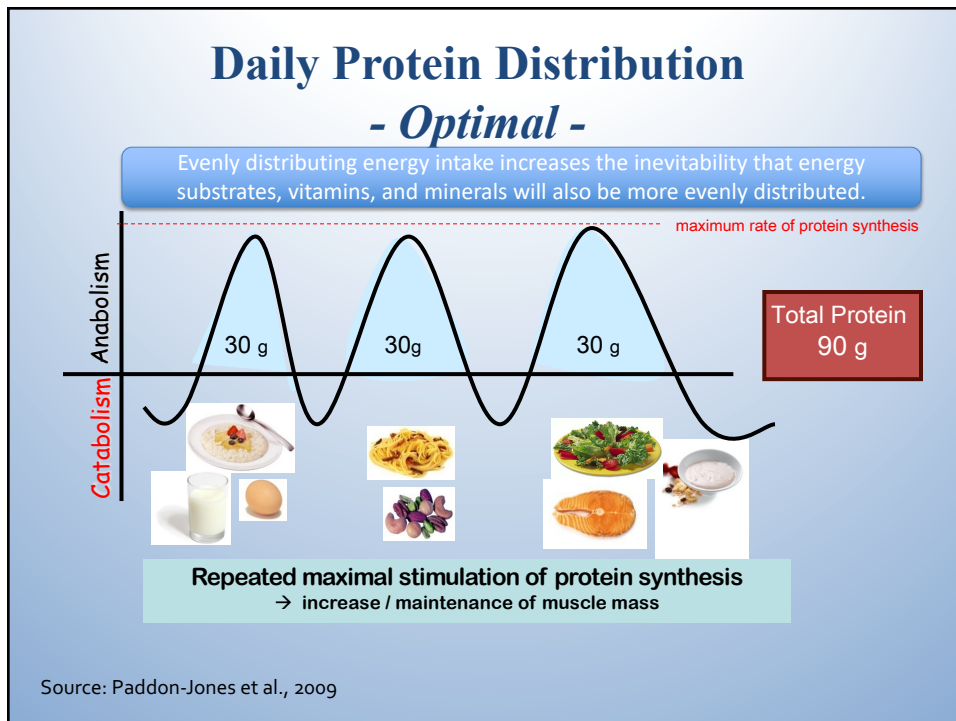 Daily Protein Distribution
- Optimal -
Evenly distributing energy intake increases the inevitability that energy
substrates, vitamins, and minerals will also be more evenly distributed.
maximum rate of protein synthesis
Anabolism
Catabolism
30 g
30g
30 g
Total Protein
90 g
Repeated maximal stimulation of protein synthesis
→ increase / maintenance of muscle mass
Source: Paddon-Jones et al., 2009